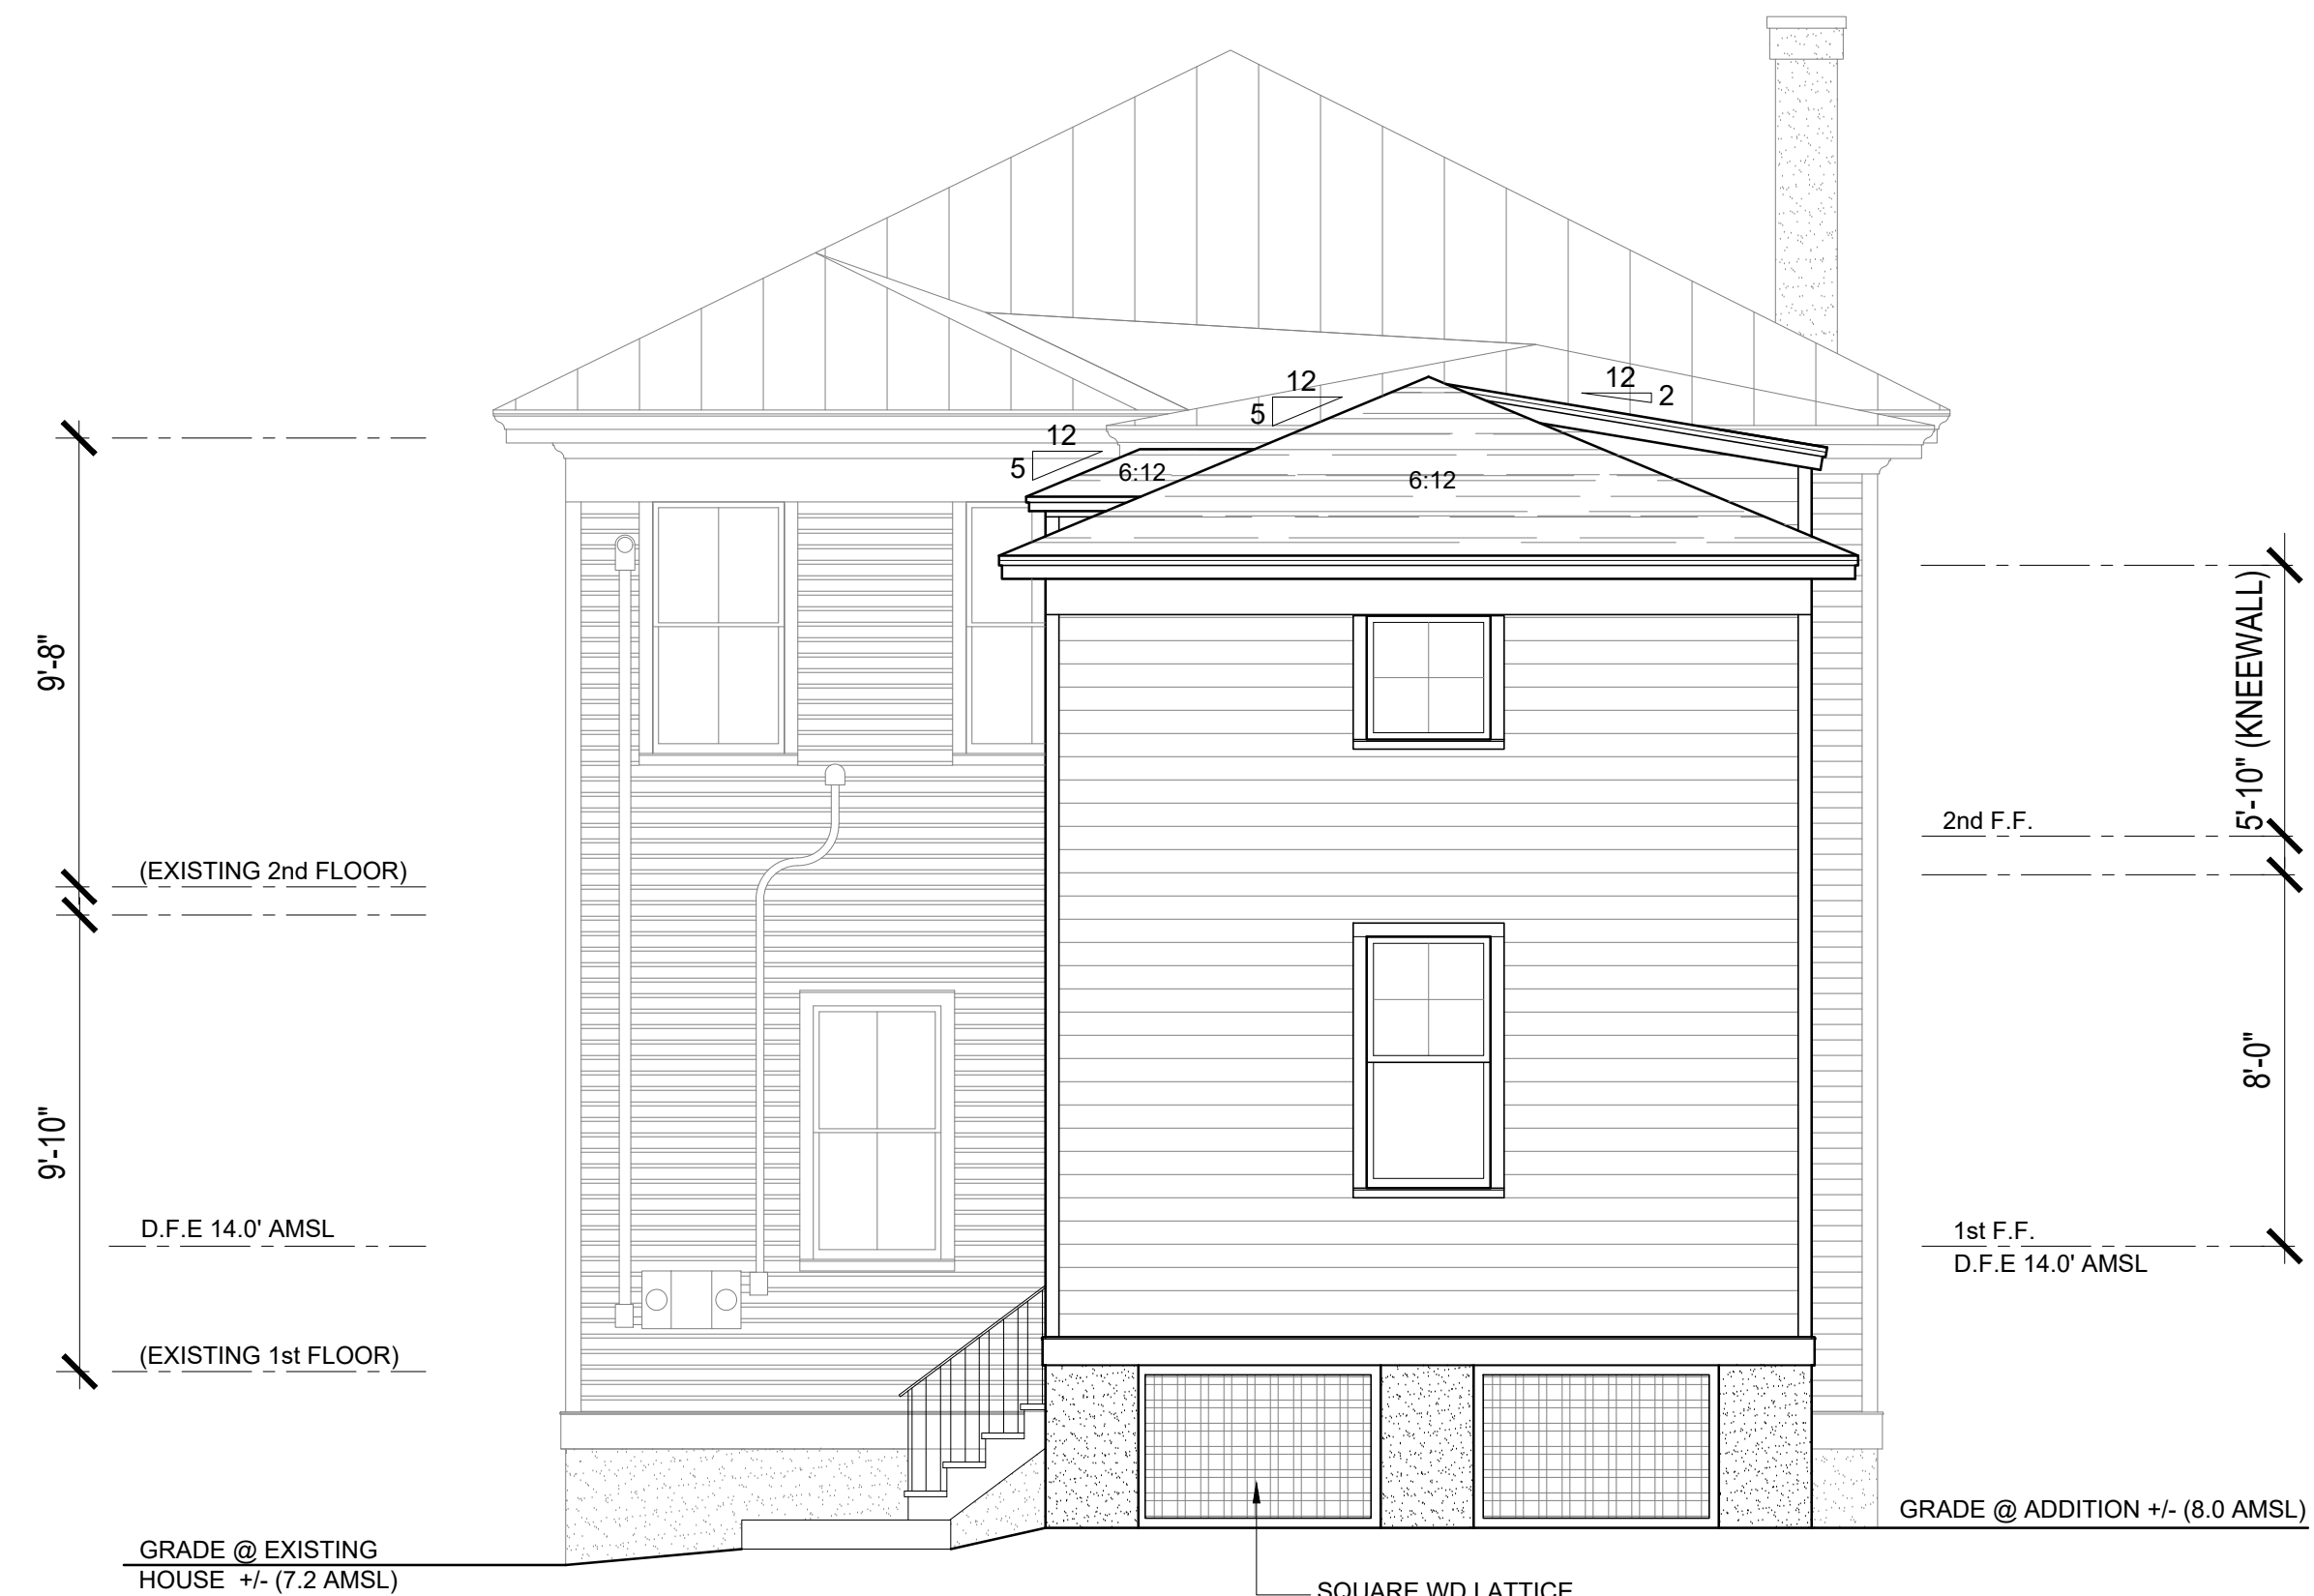 12
5
12
2
12
5
6:12
6:12
9'-8"
5'-10" (KNEEWALL)
2nd F.F.
(EXISTING 2nd FLOOR)
8'-0"
9'-10"
D.F.E 14.0' AMSL
1st F.F.
D.F.E 14.0' AMSL
(EXISTING 1st FLOOR)
GRADE @ ADDITION +/- (8.0 AMSL)
GRADE @ EXISTING
HOUSE +/- (7.2 AMSL)
SQUARE WD LATTICE